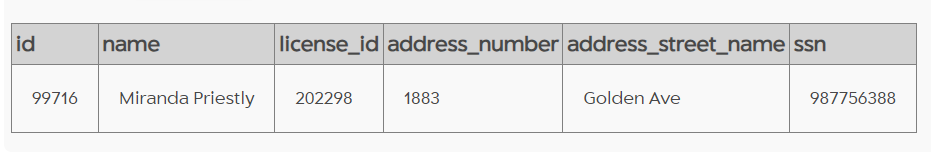 id name license_id address_number address_street_name ssn
99716 Miranda Priestly 202298 1883 Golden Ave 987756388